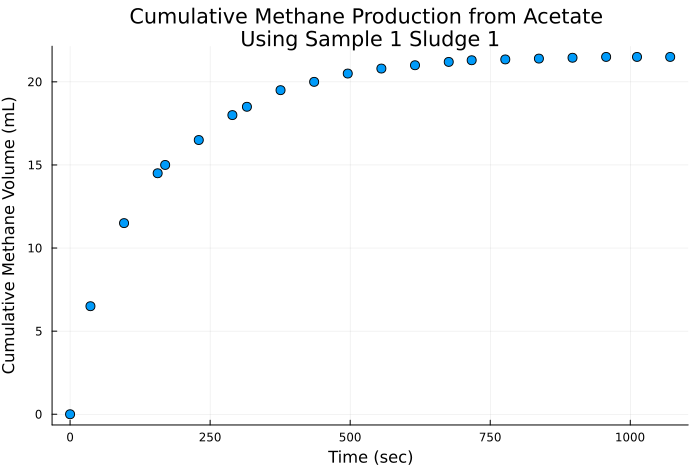 Cumulative Methane Production from Acetate
Using Sample 1 Sludge 1
Cumulative Methane Volume (mL)
20
15
10
5
0
0 250 500 750 1000
Time (sec)